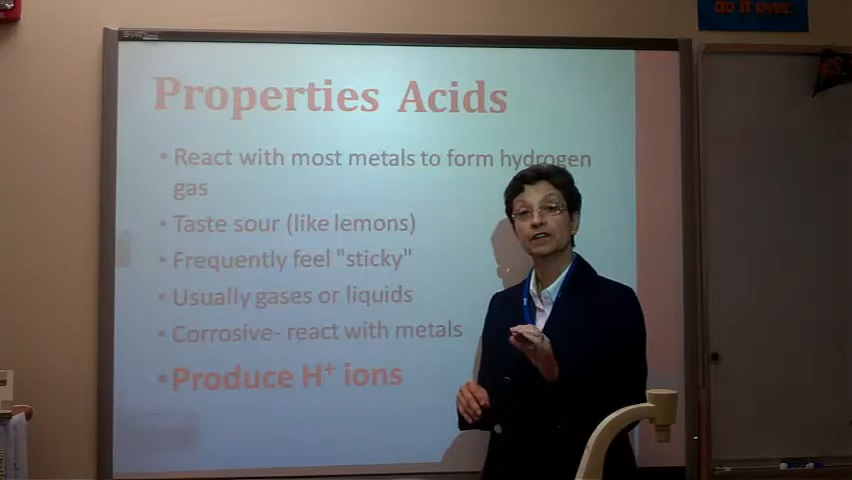 do it over.
SMART
Properties Acids
• React with most metals to form hydrogen
gas
• Taste sour (like lemons)
• Frequently feel "sticky"
• Usually gases or liquids
• Corrosive- react with metals
• Produce H⁺ ions